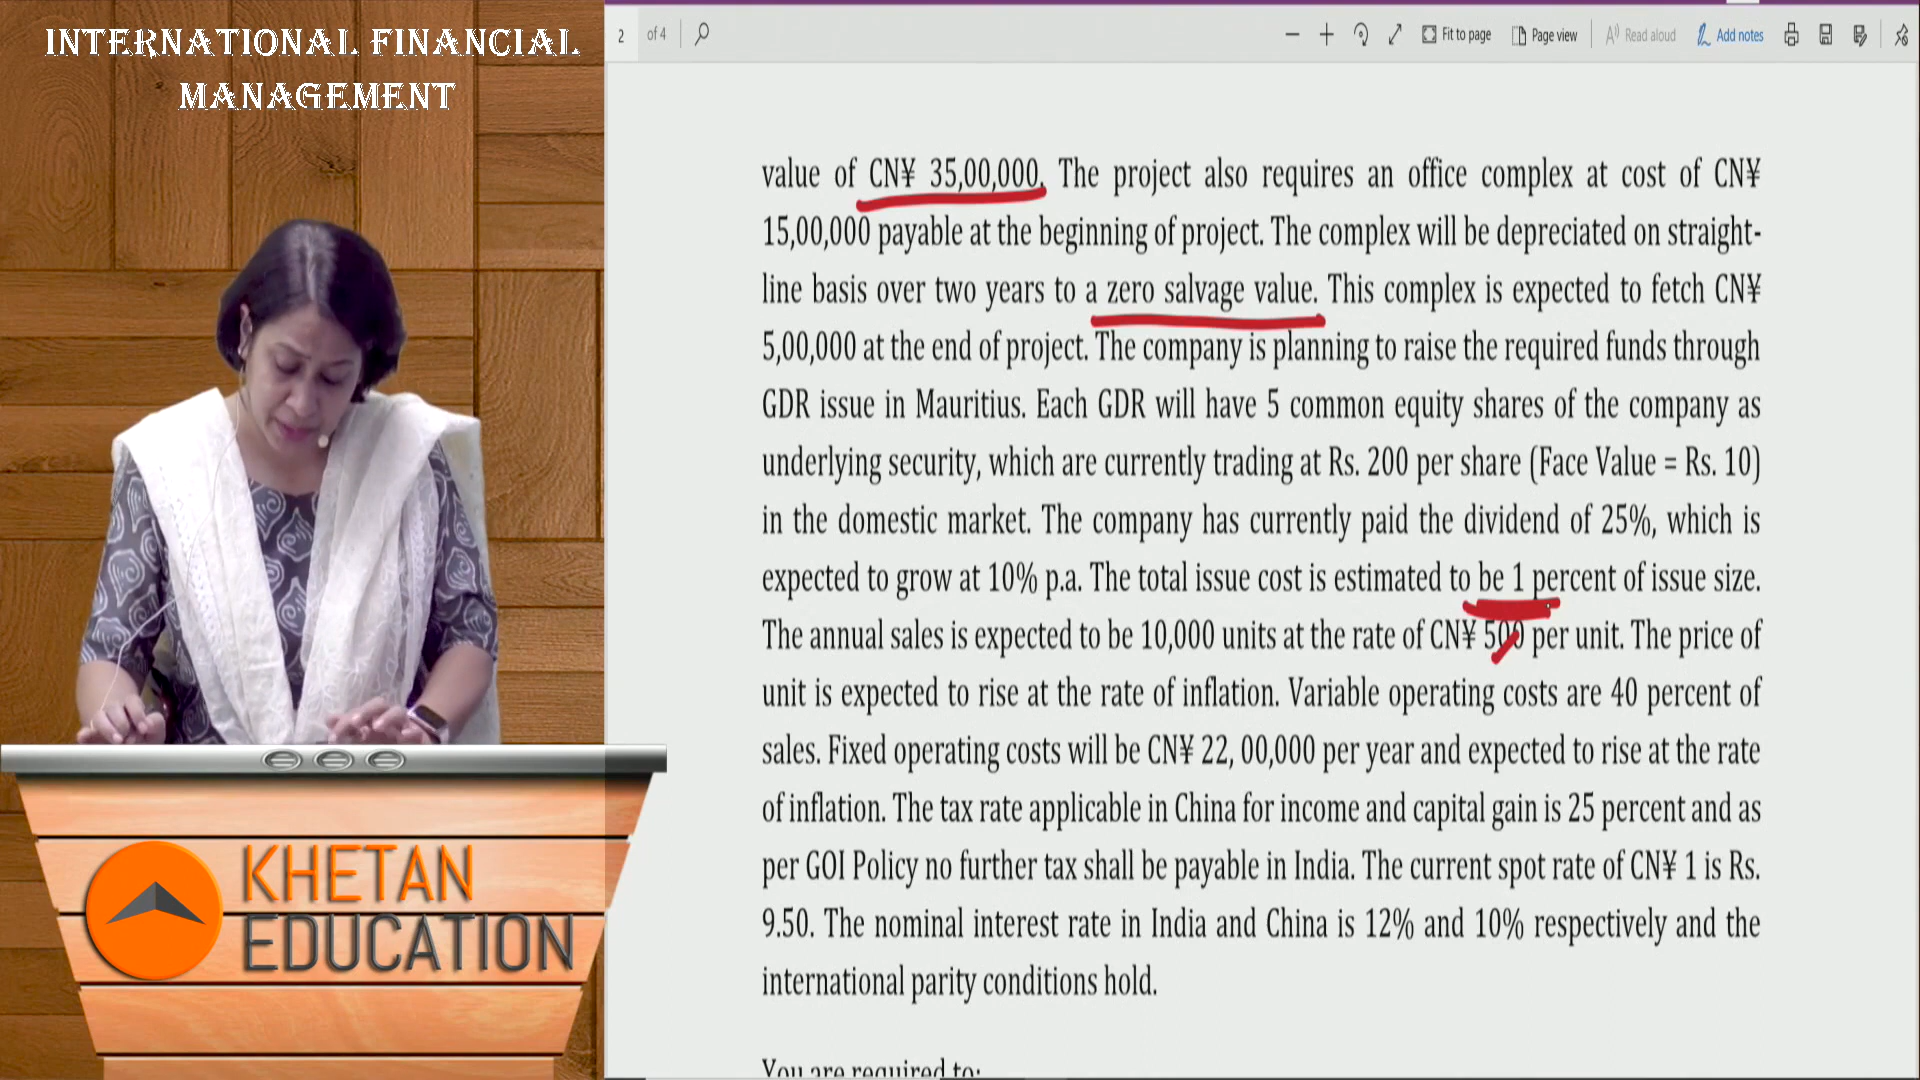 INTERNATIONAL FINANCIAL
MANAGEMENT
2 of 4
Fit to page
Page view
Read aloud
Add notes
value of CN¥ 35,00,000. The project also requires an office complex at cost of CN¥
15,00,000 payable at the beginning of project. The complex will be depreciated on straight-
line basis over two years to a zero salvage value. This complex is expected to fetch CN¥
5,00,000 at the end of project. The company is planning to raise the required funds through
GDR issue in Mauritius. Each GDR will have 5 common equity shares of the company as
underlying security, which are currently trading at Rs. 200 per share (Face Value = Rs. 10)
in the domestic market. The company has currently paid the dividend of 25%, which is
expected to grow at 10% p.a. The total issue cost is estimated to be 1 percent of issue size.
The annual sales is expected to be 10,000 units at the rate of CN¥ 500 per unit. The price of
unit is expected to rise at the rate of inflation. Variable operating costs are 40 percent of
sales. Fixed operating costs will be CN¥ 22, 00,000 per year and expected to rise at the rate
of inflation. The tax rate applicable in China for income and capital gain is 25 percent and as
per GOI Policy no further tax shall be payable in India. The current spot rate of CN¥ 1 is Rs.
9.50. The nominal interest rate in India and China is 12% and 10% respectively and the
international parity conditions hold.
You are required to:
KHETAN
EDUCATION